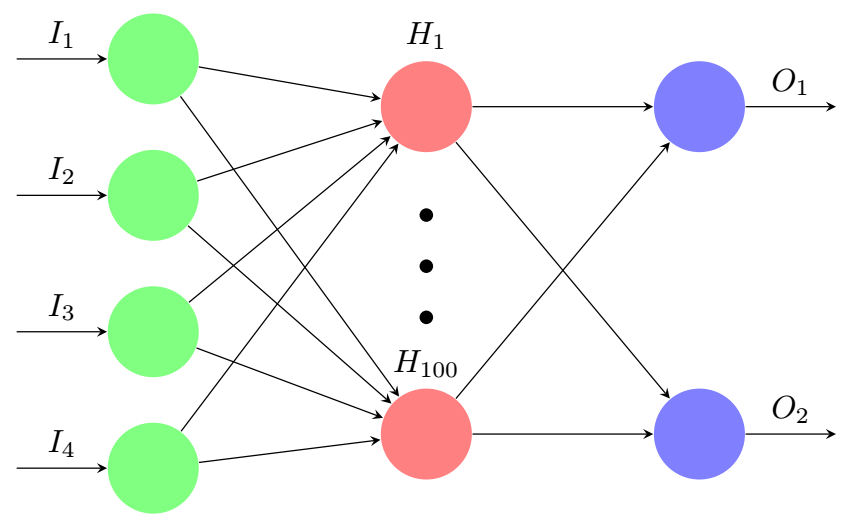 I₁
I₂
I₃
I₄
H₁
H₁₀₀
O₁
O₂